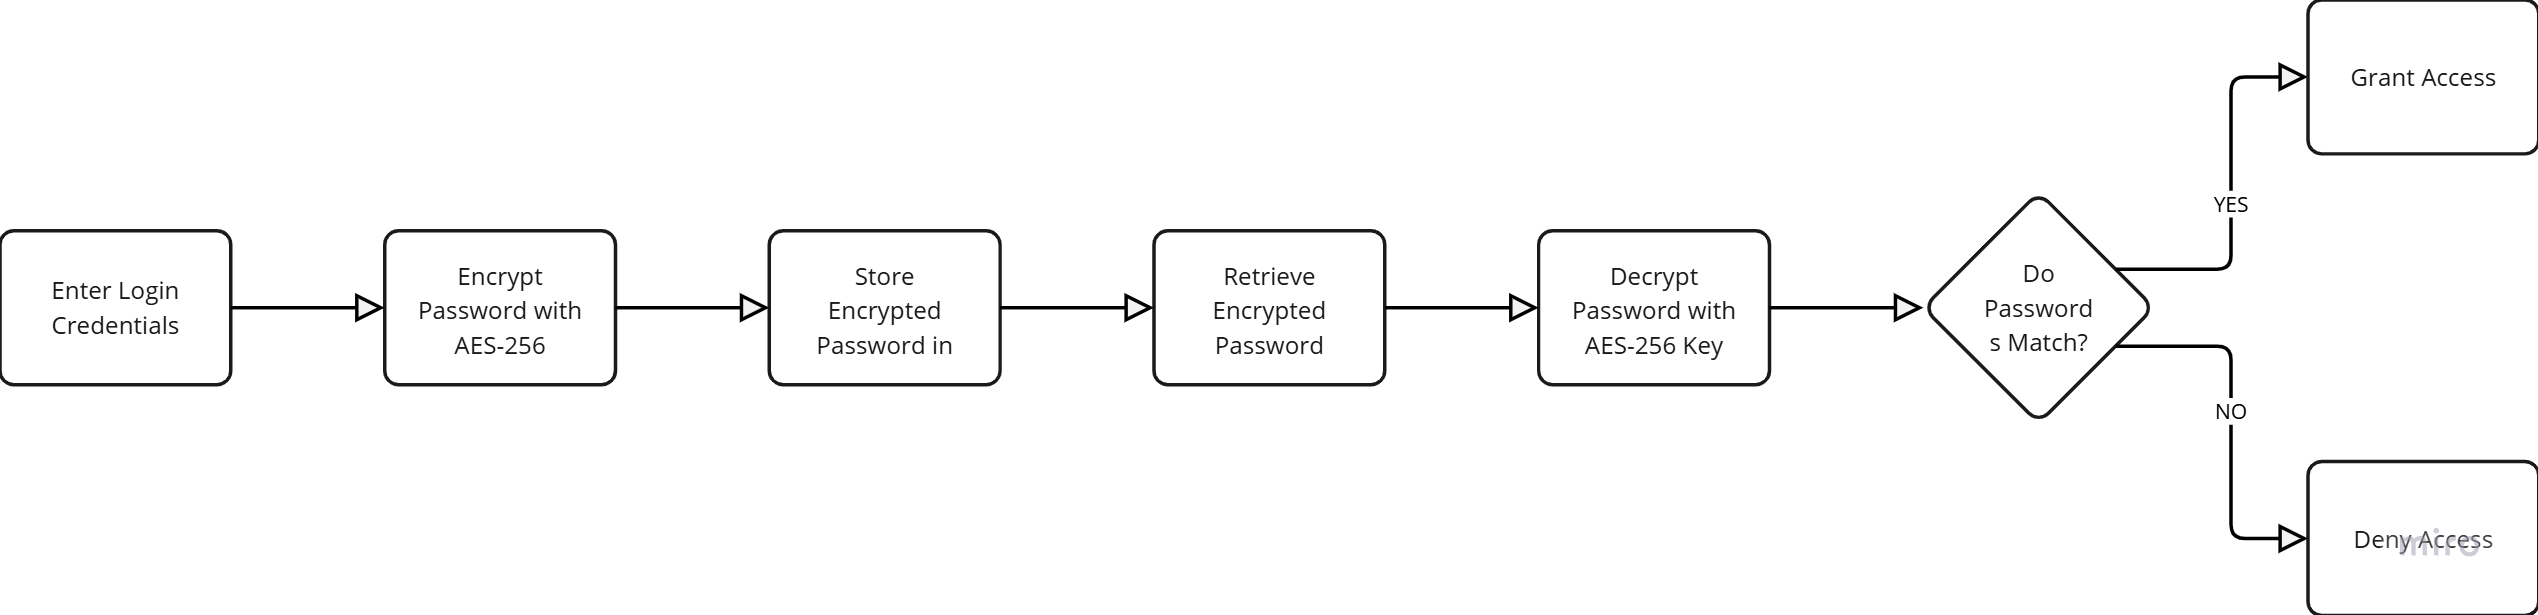 Grant Access
YES
Enter Login
Credentials
Encrypt
Password with
AES-256
Store
Encrypted
Password in
Retrieve
Encrypted
Password
Decrypt
Password with
AES-256 Key
Do
Password
s Match?
NO
Deny Access
miro